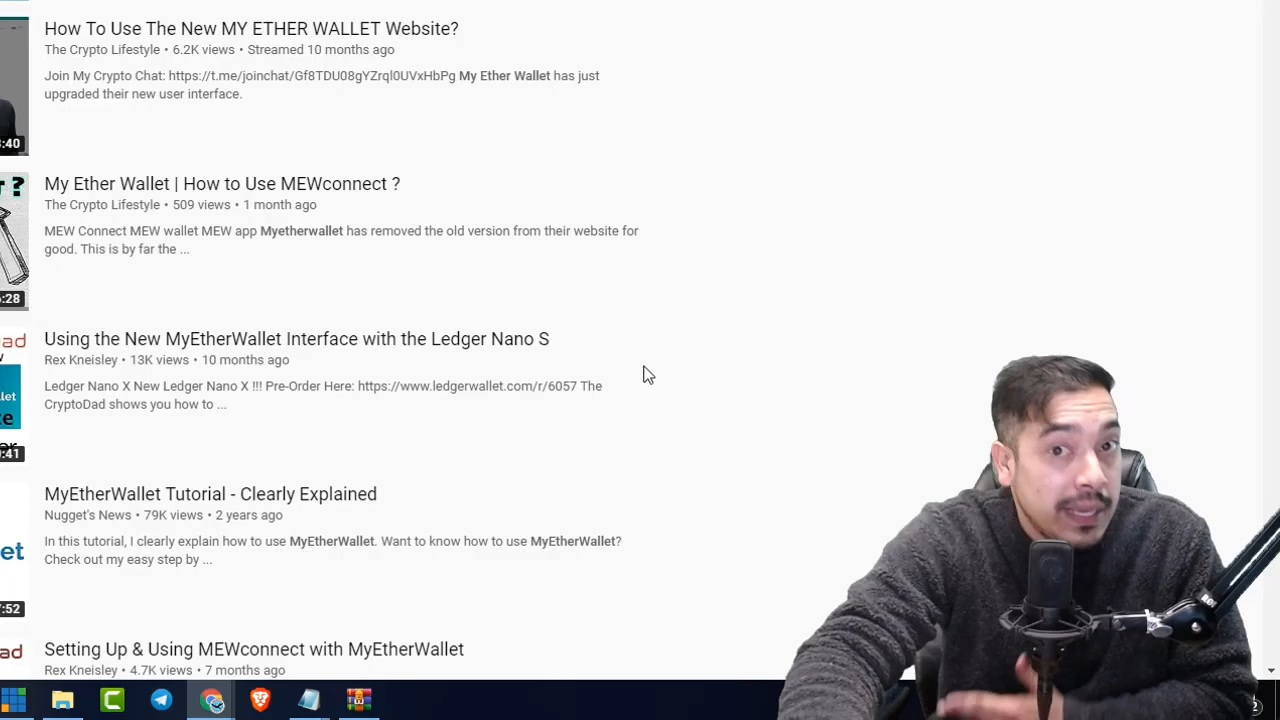 How To Use The New MY ETHER WALLET Website?
The Crypto Lifestyle • 6.2K views • Streamed 10 months ago
Join My Crypto Chat: https://t.me/joinchat/Gf8TDU08gYZrql0UVxHbPg My Ether Wallet has just
upgraded their new user interface.
:40
?
My Ether Wallet | How to Use MEWconnect ?
The Crypto Lifestyle • 509 views • 1 month ago
MEW Connect MEW wallet MEW app Myetherwallet has removed the old version from their website for
good. This is by far the ...
:28
ad
Using the New MyEtherWallet Interface with the Ledger Nano S
Rex Kneisley • 13K views • 10 months ago
Ledger Nano X New Ledger Nano X !!! Pre-Order Here: https://www.ledgerwallet.com/r/6057 The
CryptoDad shows you how to ...
:41
MyEtherWallet Tutorial - Clearly Explained
Nugget's News • 79K views • 2 years ago
In this tutorial, I clearly explain how to use MyEtherWallet. Want to know how to use MyEtherWallet?
Check out my easy step by ...
et
:52
Setting Up & Using MEWconnect with MyEtherWallet
ad
Rex Kneisley • 4.7K views • 7 months ago